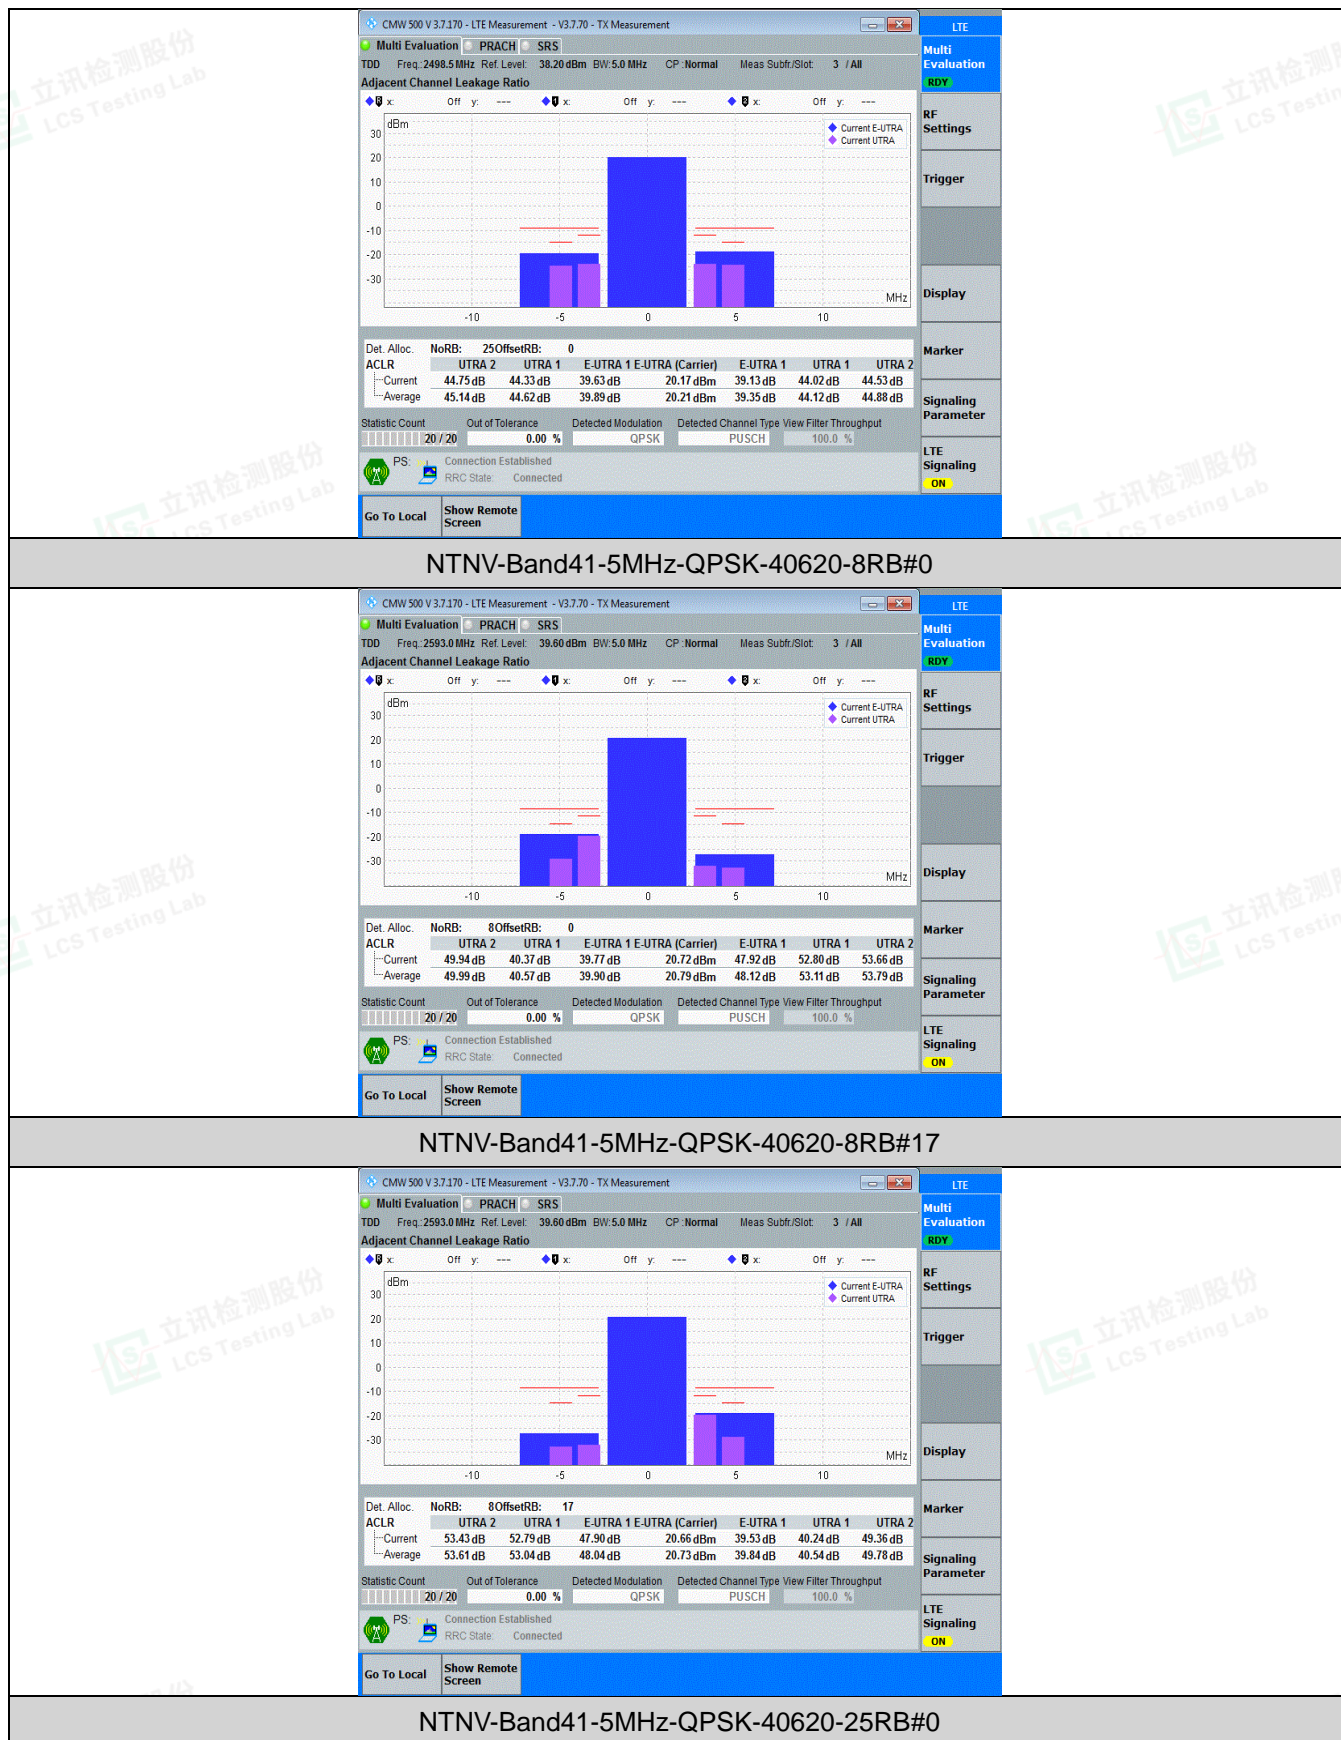 CMW 500 V 3.7.170 - LTE Measurement - V3.7.70 - TX Measurement
LTE
Multi Evaluation PRACH SRS
Multi Evaluation RDY
TDD Freq.:2498.5 MHz Ref. Level: 38.20 dBm BW:5.0 MHz CP :Normal Meas Subfr./Slot: 3 / All
Adjacent Channel Leakage Ratio
x: Off y: --- x: Off y: --- x: Off y: ---
RF Settings
dBm
Current E-UTRA
Current UTRA
30
20
10
0
-10
-20
-30
MHz
-10 -5 0 5 10
Trigger
Display
Marker
Det. Alloc. NoRB: 25 OffsetRB: 0
ACLR UTRA 2 UTRA 1 E-UTRA 1 E-UTRA (Carrier) E-UTRA 1 UTRA 1 UTRA 2
Current 44.75 dB 44.33 dB 39.63 dB 20.17 dBm 39.13 dB 44.02 dB 44.53 dB
Average 45.14 dB 44.62 dB 39.89 dB 20.21 dBm 39.35 dB 44.12 dB 44.88 dB
Signaling Parameter
Statistic Count Out of Tolerance Detected Modulation Detected Channel Type View Filter Throughput
20 / 20 0.00 % QPSK PUSCH 100.0 %
PS: Connection Established
RRC State: Connected
LTE Signaling ON
Go To Local Show Remote Screen
立讯检测股份
LCS Testing Lab
NTNV-Band41-5MHz-QPSK-40620-8RB#0
CMW 500 V 3.7.170 - LTE Measurement - V3.7.70 - TX Measurement
LTE
Multi Evaluation PRACH SRS
Multi Evaluation RDY
TDD Freq.:2593.0 MHz Ref. Level: 39.60 dBm BW:5.0 MHz CP :Normal Meas Subfr./Slot: 3 / All
Adjacent Channel Leakage Ratio
x: Off y: --- x: Off y: --- x: Off y: ---
RF Settings
dBm
Current E-UTRA
Current UTRA
30
20
10
0
-10
-20
-30
MHz
-10 -5 0 5 10
Trigger
Display
Marker
Det. Alloc. NoRB: 8 OffsetRB: 0
ACLR UTRA 2 UTRA 1 E-UTRA 1 E-UTRA (Carrier) E-UTRA 1 UTRA 1 UTRA 2
Current 49.94 dB 40.37 dB 39.77 dB 20.72 dBm 47.92 dB 52.80 dB 53.66 dB
Average 49.99 dB 40.57 dB 39.90 dB 20.79 dBm 48.12 dB 53.11 dB 53.79 dB
Signaling Parameter
Statistic Count Out of Tolerance Detected Modulation Detected Channel Type View Filter Throughput
20 / 20 0.00 % QPSK PUSCH 100.0 %
PS: Connection Established
RRC State: Connected
LTE Signaling ON
Go To Local Show Remote Screen
立讯检测股份
LCS Testing Lab
NTNV-Band41-5MHz-QPSK-40620-8RB#17
CMW 500 V 3.7.170 - LTE Measurement - V3.7.70 - TX Measurement
LTE
Multi Evaluation PRACH SRS
Multi Evaluation RDY
TDD Freq.:2593.0 MHz Ref. Level: 39.60 dBm BW:5.0 MHz CP :Normal Meas Subfr./Slot: 3 / All
Adjacent Channel Leakage Ratio
x: Off y: --- x: Off y: --- x: Off y: ---
RF Settings
dBm
Current E-UTRA
Current UTRA
30
20
10
0
-10
-20
-30
MHz
-10 -5 0 5 10
Trigger
Display
Marker
Det. Alloc. NoRB: 8 OffsetRB: 17
ACLR UTRA 2 UTRA 1 E-UTRA 1 E-UTRA (Carrier) E-UTRA 1 UTRA 1 UTRA 2
Current 53.43 dB 52.79 dB 47.90 dB 20.66 dBm 39.53 dB 40.24 dB 49.36 dB
Average 53.61 dB 53.04 dB 48.04 dB 20.73 dBm 39.84 dB 40.54 dB 49.78 dB
Signaling Parameter
Statistic Count Out of Tolerance Detected Modulation Detected Channel Type View Filter Throughput
20 / 20 0.00 % QPSK PUSCH 100.0 %
PS: Connection Established
RRC State: Connected
LTE Signaling ON
Go To Local Show Remote Screen
立讯检测股份
LCS Testing Lab
NTNV-Band41-5MHz-QPSK-40620-25RB#0